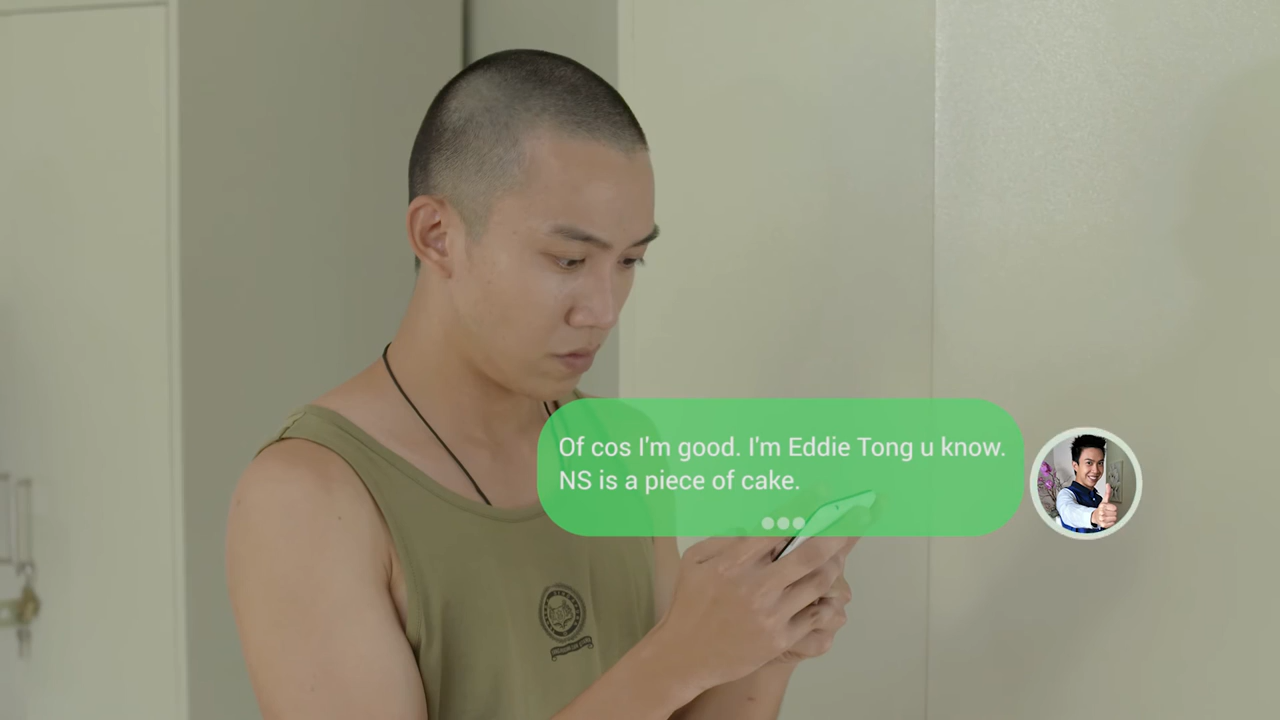 Of cos I'm good. I'm Eddie Tong u know.
NS is a piece of cake.